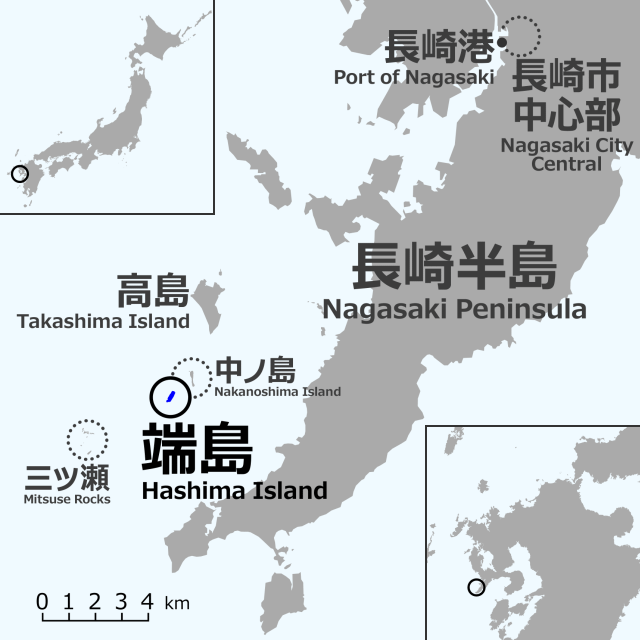 長崎港
Port of Nagasaki
長崎市
中心部
Nagasaki City
Central
長崎半島
Nagasaki Peninsula
高島
Takashima Island
中ノ島
Nakanoshima Island
端島
Hashima Island
三ツ瀬
Mitsuse Rocks
0 1 2 3 4 km